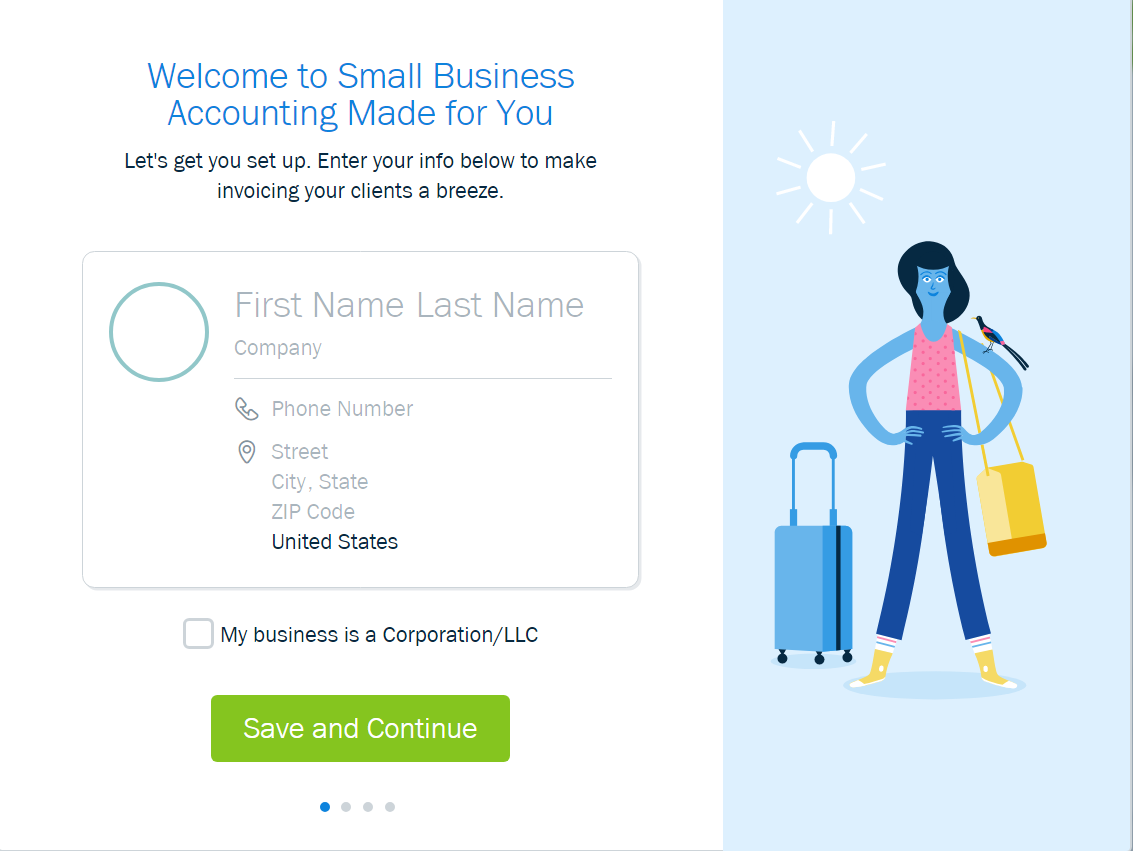 Welcome to Small Business
Accounting Made for You
Let's get you set up. Enter your info below to make
invoicing your clients a breeze.
First Name Last Name
Company
Phone Number
Street
City, State
ZIP Code
United States
My business is a Corporation/LLC
Save and Continue